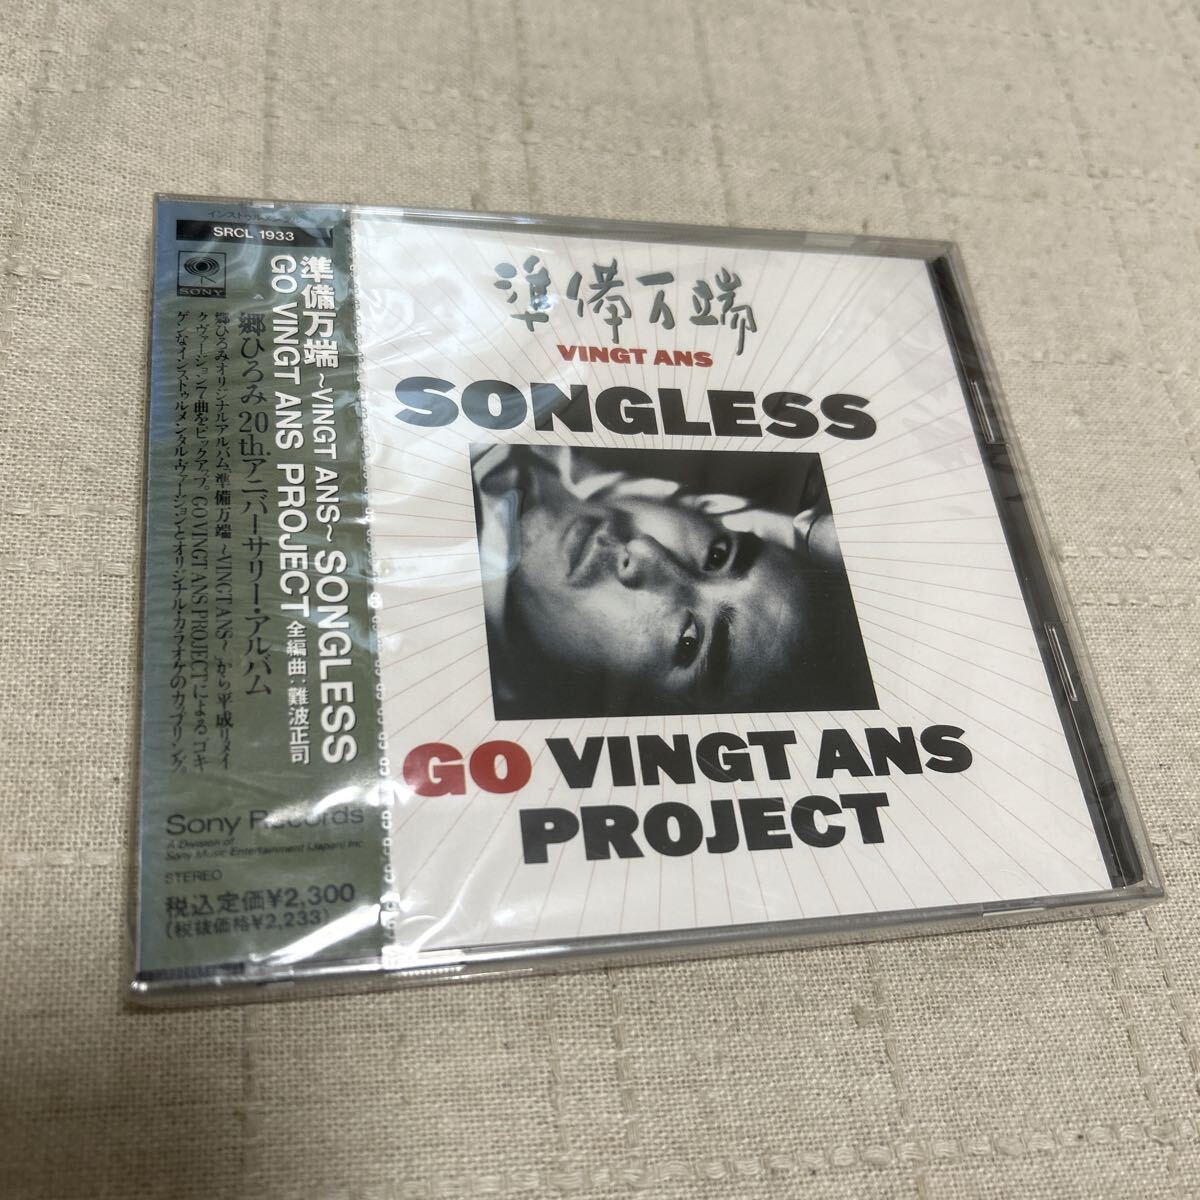 インストゥルメンタル
SRCL 1933
SONY
準備万端 ~VINGT ANS~ SONGLESS
GO VINGT ANS PROJECT 全編曲:難波正司
郷ひろみ 20th.アニバーサリー・アルバム
郷ひろみオリジナルアルバム「準備万端 ~VINGT ANS~」から平成リメイ
ク・ヴァージョン7曲をピックアップ。GO VINGT ANS PROJECTによるゴキ
ゲンなインストゥルメンタル・ヴァージョンとオリジナル・カラオケのカップリング。
Sony Records
A Division of
Sony Music Entertainment (Japan) Inc.
STEREO
税込定価¥2,300
(税抜価格¥2,233)
準備万端
VINGT ANS
SONGLESS
GO VINGT ANS
PROJECT